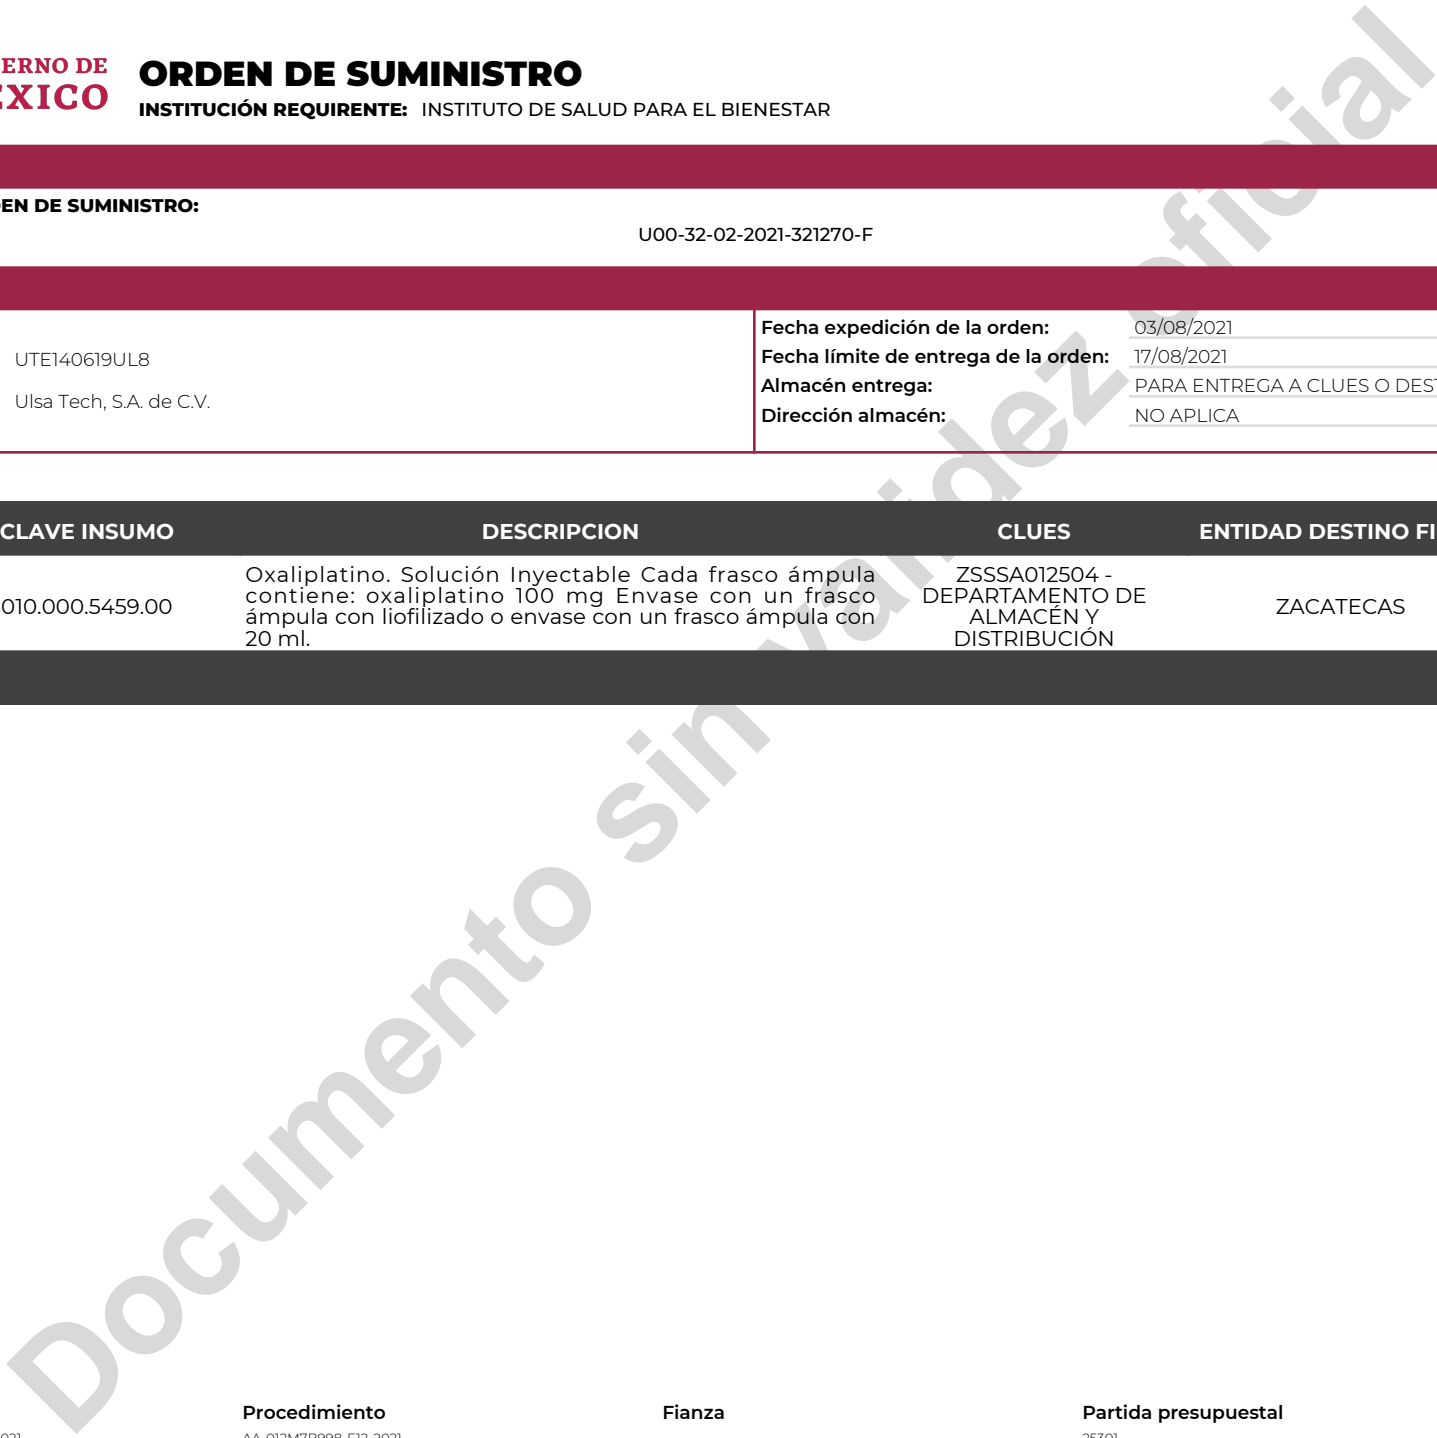 ERNO DE
ORDEN DE SUMINISTRO
XICO
INSTITUCIÓN REQUIRENTE: INSTITUTO DE SALUD PARA EL BIENESTAR
EN DE SUMINISTRO:
U00-32-02-2021-321270-F
UTE140619UL8
Ulsa Tech, S.A. de C.V.
Fecha expedición de la orden: 03/08/2021
Fecha límite de entrega de la orden: 17/08/2021
Almacén entrega: PARA ENTREGA A CLUES O DES
Dirección almacén: NO APLICA
CLAVE INSUMO DESCRIPCION CLUES ENTIDAD DESTINO FI
010.000.5459.00
Oxaliplatino. Solución Inyectable Cada frasco ámpula
contiene: oxaliplatino 100 mg Envase con un frasco
ámpula con liofilizado o envase con un frasco ámpula con
20 ml.
ZSSSA012504 -
DEPARTAMENTO DE
ALMACÉN Y
DISTRIBUCIÓN
ZACATECAS
Documento sin validez oficial
Procedimiento Fianza Partida presupuestal